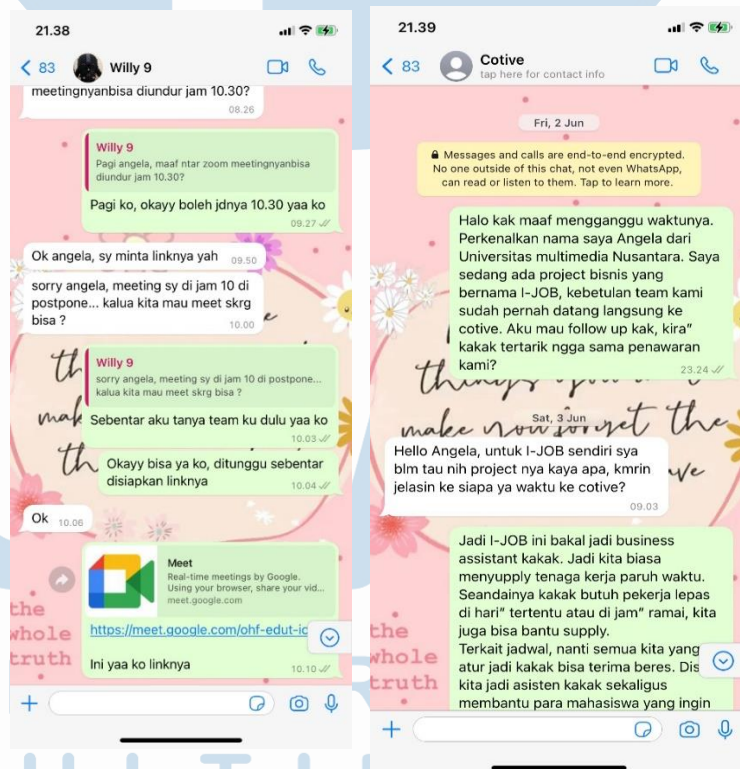 21.38
83
Willy 9
meetingnyanbisa diundur jam 10.30?
08.26
Willy 9
Pagi angela, maaf ntar zoom meetingnyanbisa
diundur jam 10.30?
Pagi ko, okayy boleh jdnya 10.30 yaa ko
09.27
Ok angela, sy minta linknya yah
09.50
sorry angela, meeting sy di jam 10 di
postpone... kalua kita mau meet skrg
bisa ?
10.00
Willy 9
sorry angela, meeting sy di jam 10 di postpone...
kalua kita mau meet skrg bisa ?
Sebentar aku tanya team ku dulu yaa ko
10.03
Okayy bisa ya ko, ditunggu sebentar
disiapkan linknya
10.04
Ok
10.06
Meet
Real-time meetings by Google.
Using your browser, share your vid...
meet.google.com
https://meet.google.com/ohf-edut-ic
Ini yaa ko linknya
10.10
the
whole
truth
21.39
83
Cotive
tap here for contact info
Fri, 2 Jun
Messages and calls are end-to-end encrypted.
No one outside of this chat, not even WhatsApp,
can read or listen to them. Tap to learn more.
Halo kak maaf mengganggu waktunya.
Perkenalkan nama saya Angela dari
Universitas multimedia Nusantara. Saya
sedang ada project bisnis yang
bernama I-JOB, kebetulan team kami
sudah pernah datang langsung ke
cotive. Aku mau follow up kak, kira"
kakak tertarik ngga sama penawaran
kami?
23.24
Sat, 3 Jun
Hello Angela, untuk I-JOB sendiri sya
blm tau nih project nya kaya apa, kmrin
jelasin ke siapa ya waktu ke cotive?
09.03
Jadi I-JOB ini bakal jadi business
assistant kakak. Jadi kita biasa
menyupply tenaga kerja paruh waktu.
Seandainya kakak butuh pekerja lepas
di hari" tertentu atau di jam" ramai, kita
juga bisa bantu supply.
Terkait jadwal, nanti semua kita yang
atur jadi kakak bisa terima beres. Dis
kita jadi asisten kakak sekaligus
membantu para mahasiswa yang ingin
the
whole
truth